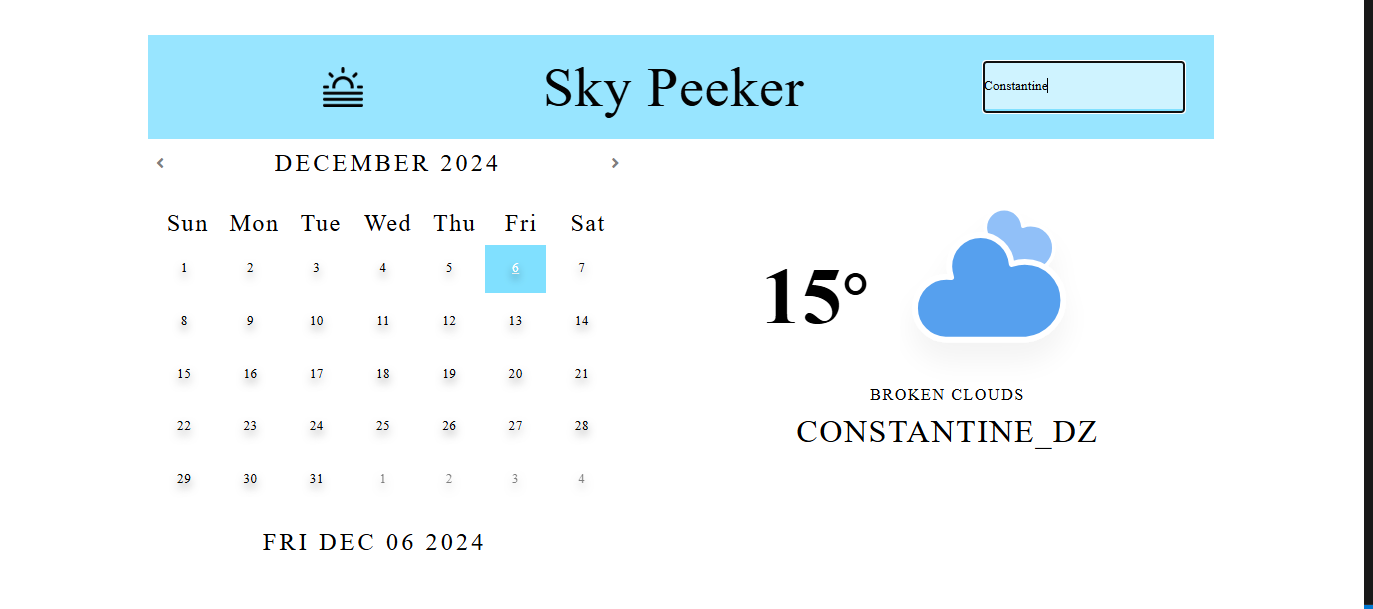 Sky Peeker
Constantine
DECEMBER 2024
Sun Mon Tue Wed Thu Fri Sat
1 2 3 4 5 6 7
8 9 10 11 12 13 14
15 16 17 18 19 20 21
22 23 24 25 26 27 28
29 30 31 1 2 3 4
FRI DEC 06 2024
15°
BROKEN CLOUDS
CONSTANTINE_DZ